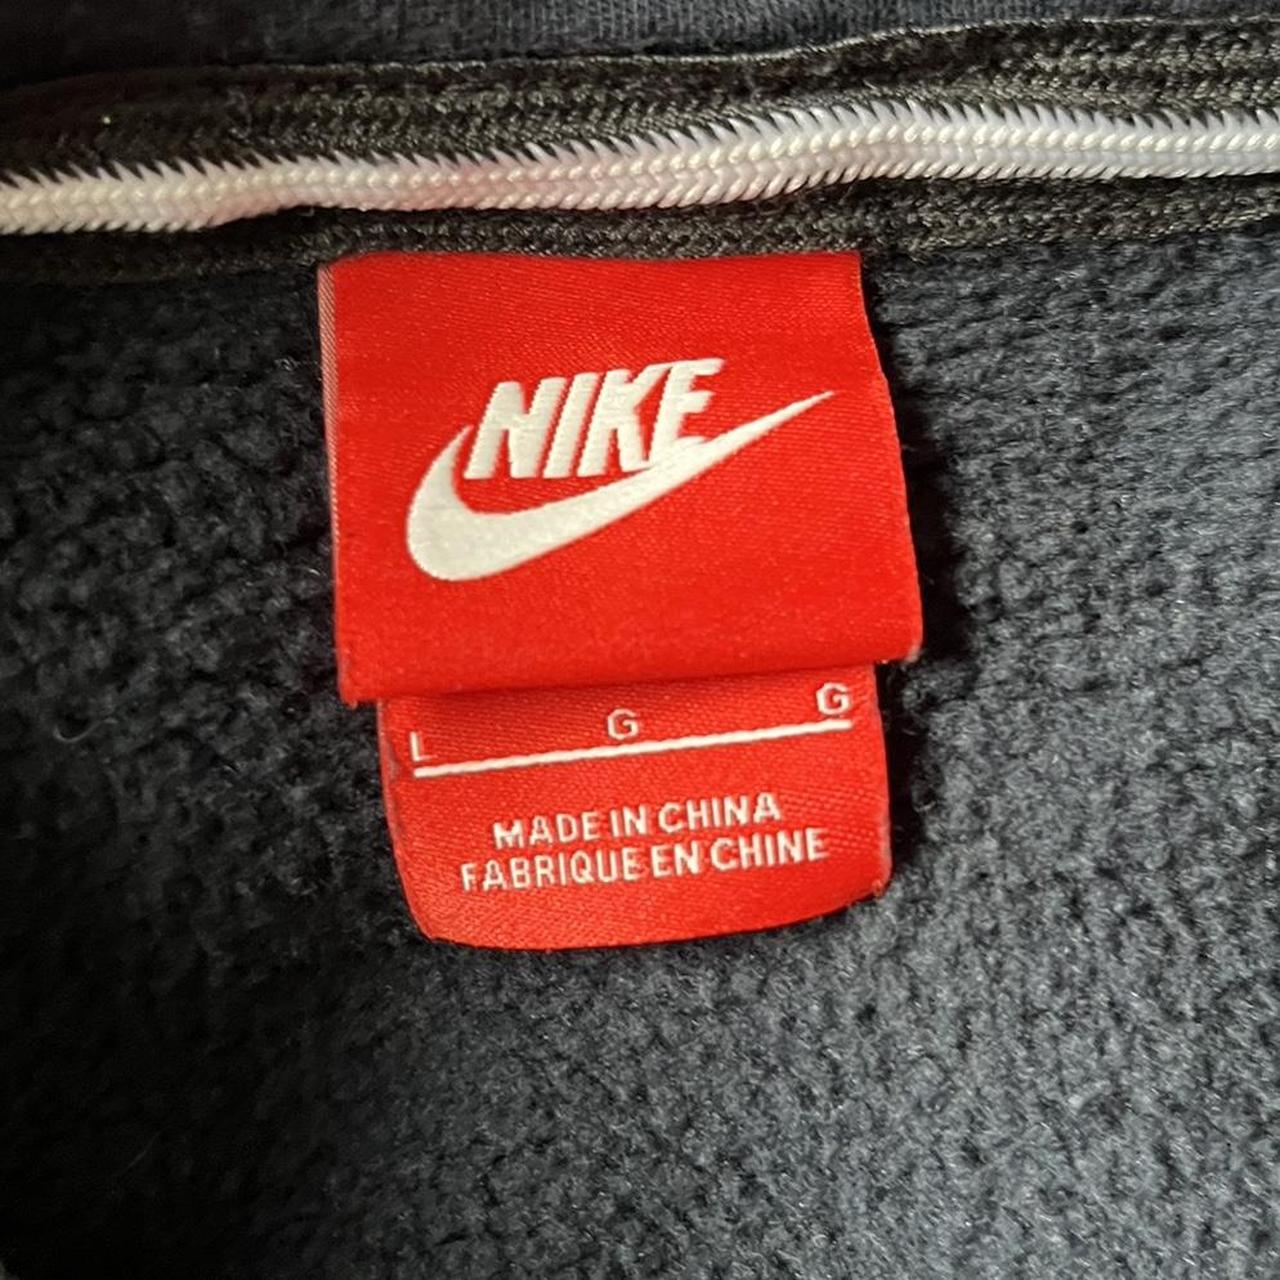 NIKE
L G G
MADE IN CHINA
FABRIQUE EN CHINE